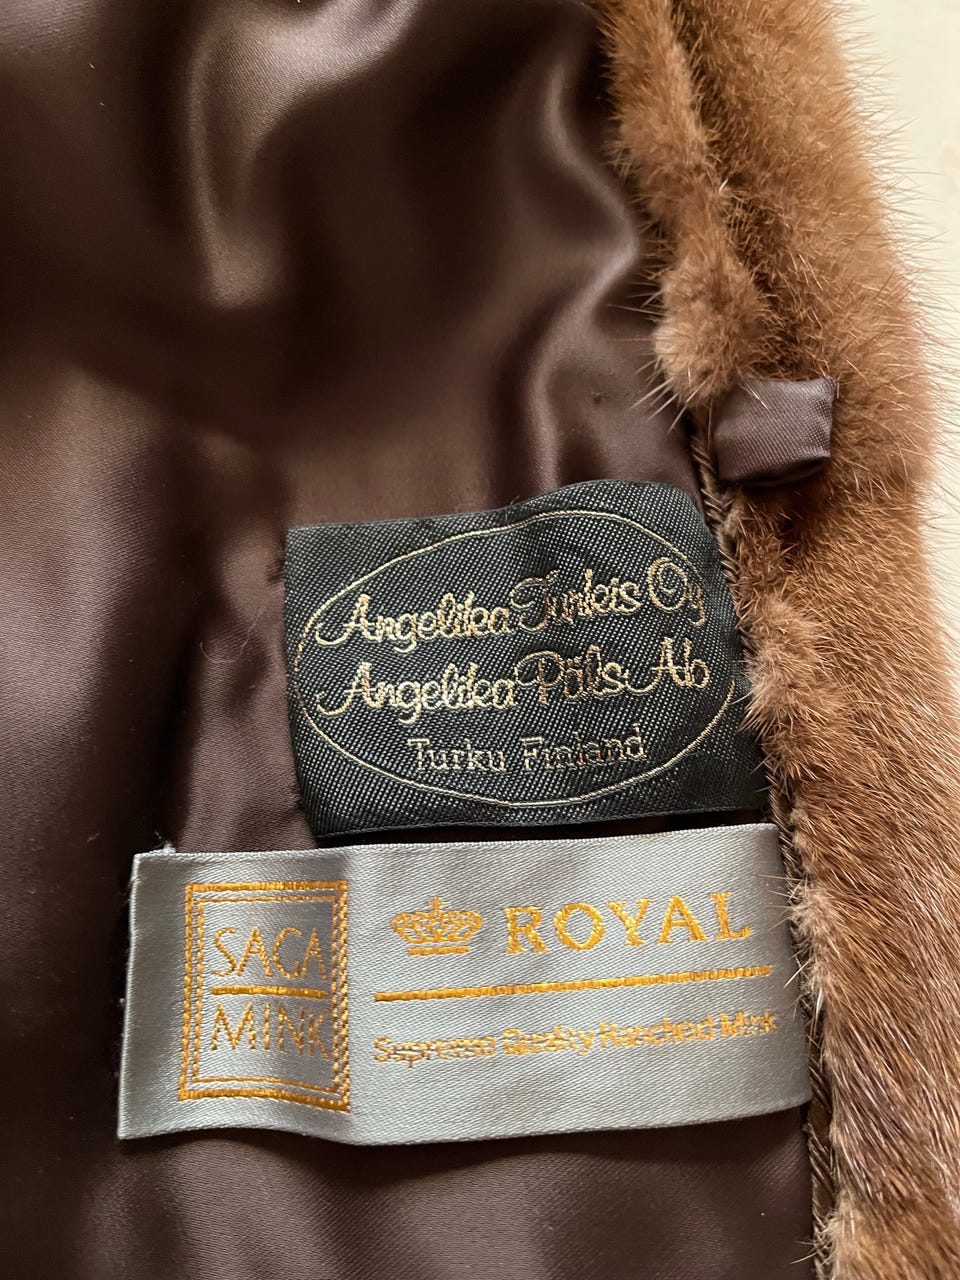 Angelika Turkis Oy
Angelika Päls Ab
Turku Finland
SAGA
MINK
ROYAL
Supreme Quality Ranched Mink